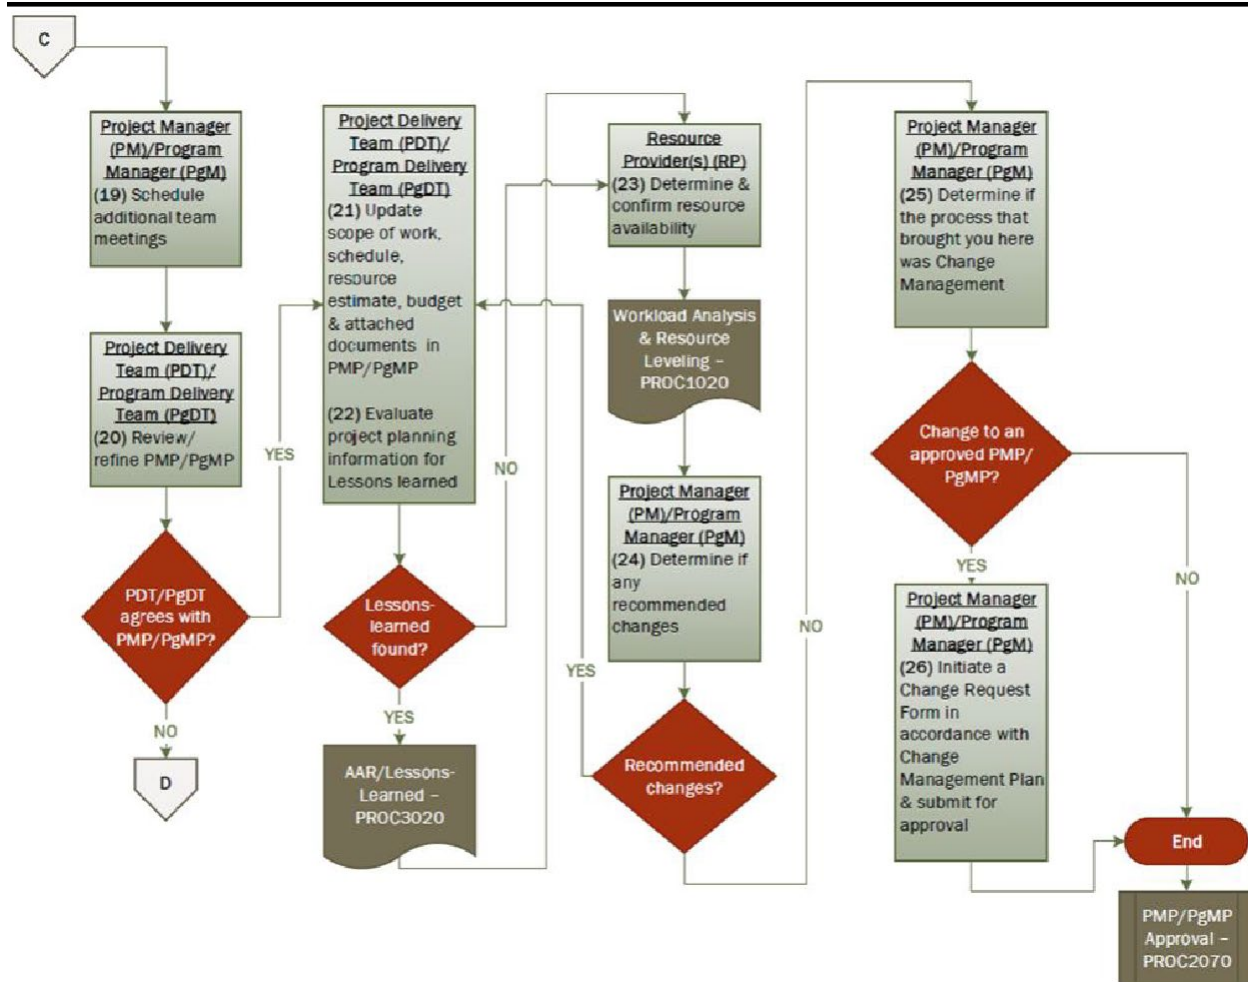 C
Project Manager
(PM)/Program
Manager (PgM)
(19) Schedule
additional team
meetings
Project Delivery
Team (PDT)/
Program Delivery
Team (PgDT)
(20) Review/
refine PMP/PgMP
PDT/PgDT
agrees with
PMP/PgMP?
YES
NO
D
Project Delivery
Team (PDT)/
Program Delivery
Team (PgDT)
(21) Update
scope of work,
schedule,
resource
estimate, budget
& attached
documents in
PMP/PgMP
(22) Evaluate
project planning
information for
Lessons learned
Lessons-
learned
found?
NO
YES
AAR/Lessons-
Learned –
PROC3020
Resource
Provider(s) (RP)
(23) Determine &
confirm resource
availability
Workload Analysis
& Resource
Leveling –
PROC1020
Project Manager
(PM)/Program
Manager (PgM)
(24) Determine if
any
recommended
changes
Recommended
changes?
YES
NO
Project Manager
(PM)/Program
Manager (PgM)
(25) Determine if
the process that
brought you here
was Change
Management
Change to an
approved PMP/
PgMP?
YES
NO
Project Manager
(PM)/Program
Manager (PgM)
(26) Initiate a
Change Request
Form in
accordance with
Change
Management Plan
& submit for
approval
End
PMP/PgMP
Approval –
PROC2070